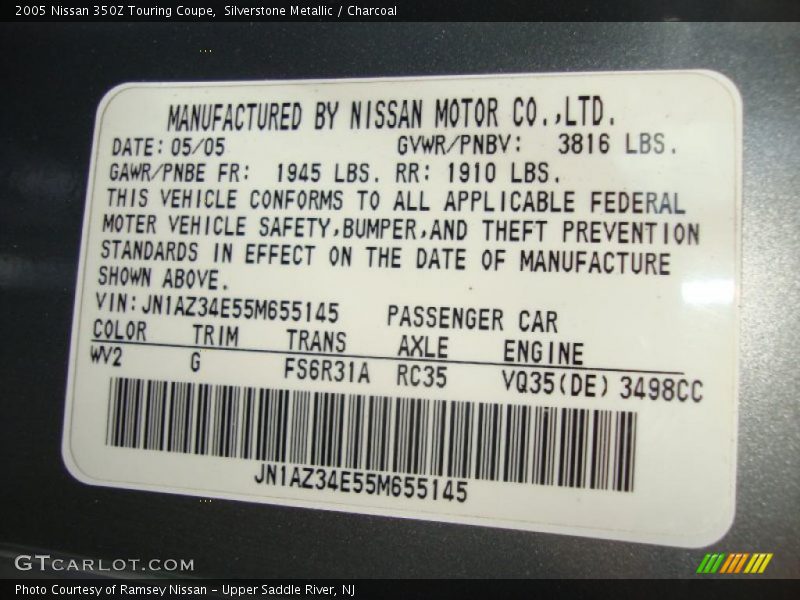 2005 Nissan 350Z Touring Coupe,  Silverstone Metallic / Charcoal
MANUFACTURED BY NISSAN MOTOR CO.,LTD.
DATE: 05/05 GVWR/PNBV: 3816 LBS.
GAWR/PNBE FR: 1945 LBS. RR: 1910 LBS.
THIS VEHICLE CONFORMS TO ALL APPLICABLE FEDERAL
MOTER VEHICLE SAFETY,BUMPER,AND THEFT PREVENTION
STANDARDS IN EFFECT ON THE DATE OF MANUFACTURE
SHOWN ABOVE.
VIN: JN1AZ34E55M655145 PASSENGER CAR
COLOR TRIM TRANS AXLE ENGINE
WV2 G FS6R31A RC35 VQ35(DE) 3498CC
JN1AZ34E55M655145
GTCARLOT.COM
Photo Courtesy of Ramsey Nissan - Upper Saddle River, NJ